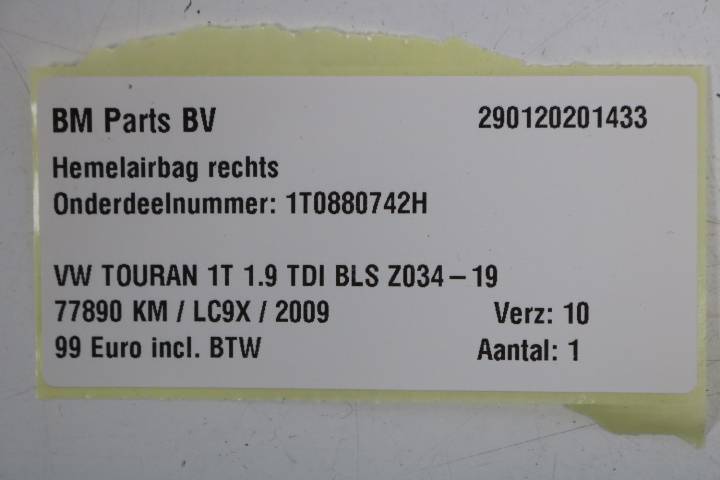 BM Parts BV 290120201433
Hemelairbag rechts
Onderdeelnummer: 1T0880742H
VW TOURAN 1T 1.9 TDI BLS Z034-19
77890 KM / LC9X / 2009 Verz: 10
99 Euro incl. BTW Aantal: 1